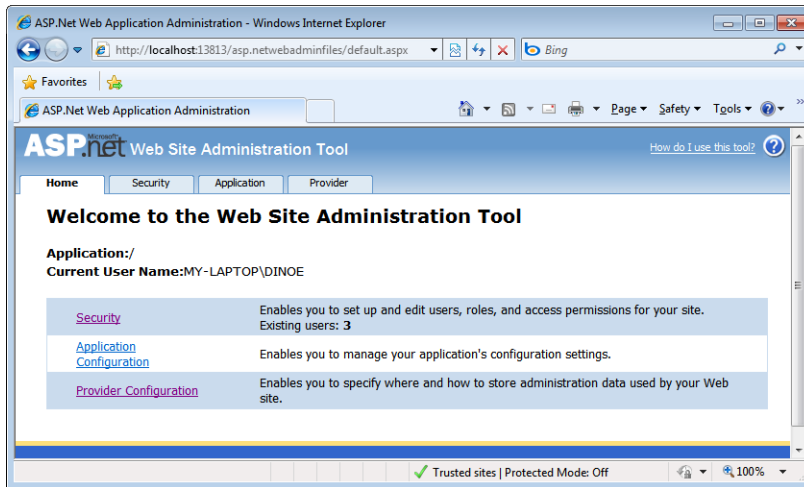 ASP.Net Web Application Administration - Windows Internet Explorer
http://localhost:13813/asp.netwebadminfiles/default.aspx
Bing
Favorites
ASP.Net Web Application Administration
Page
Safety
Tools
»
Microsoft
ASP.net Web Site Administration Tool
How do I use this tool? ?
Home Security Application Provider
Welcome to the Web Site Administration Tool
Application:/
Current User Name:MY-LAPTOP\DINOE
Security
Enables you to set up and edit users, roles, and access permissions for your site.
Existing users: 3
Application
Configuration
Enables you to manage your application's configuration settings.
Provider Configuration
Enables you to specify where and how to store administration data used by your Web
site.
Trusted sites | Protected Mode: Off
100%